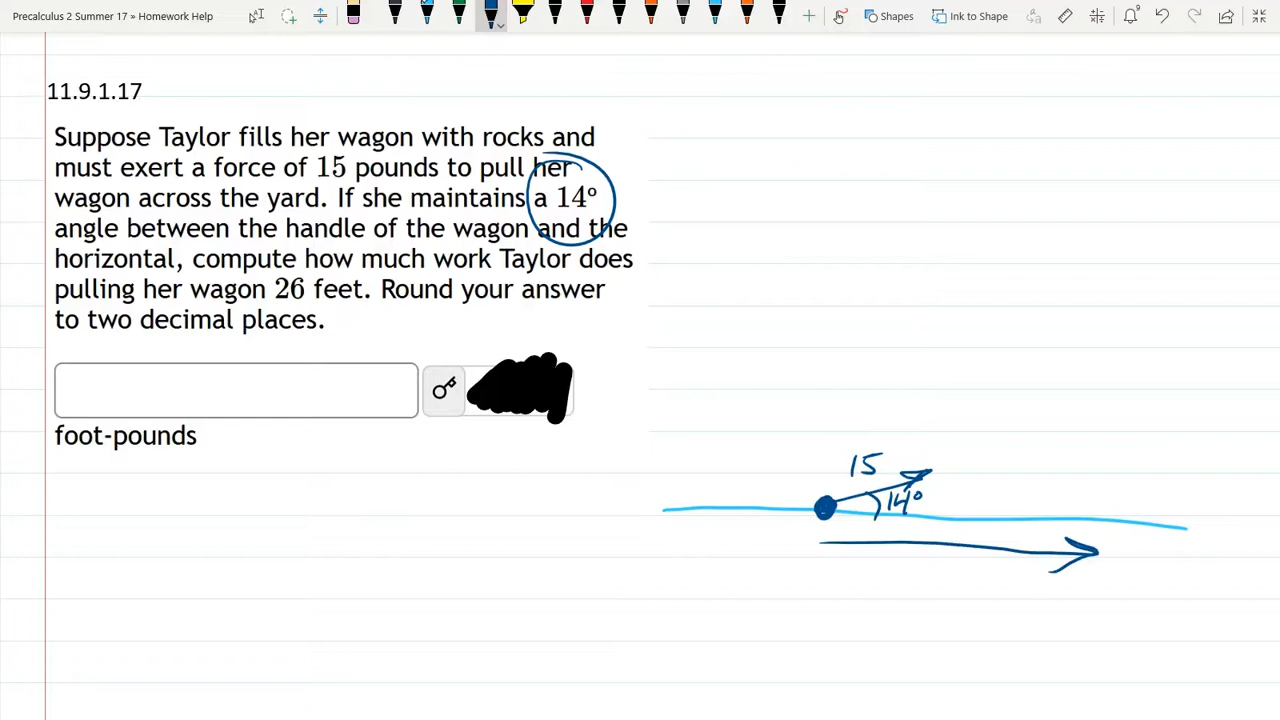 Precalculus 2 Summer 17 » Homework Help
Shapes
Ink to Shape
11.9.1.17
Suppose Taylor fills her wagon with rocks and
must exert a force of 15 pounds to pull her
wagon across the yard. If she maintains a 14°
angle between the handle of the wagon and the
horizontal, compute how much work Taylor does
pulling her wagon 26 feet. Round your answer
to two decimal places.
foot-pounds
15
14°